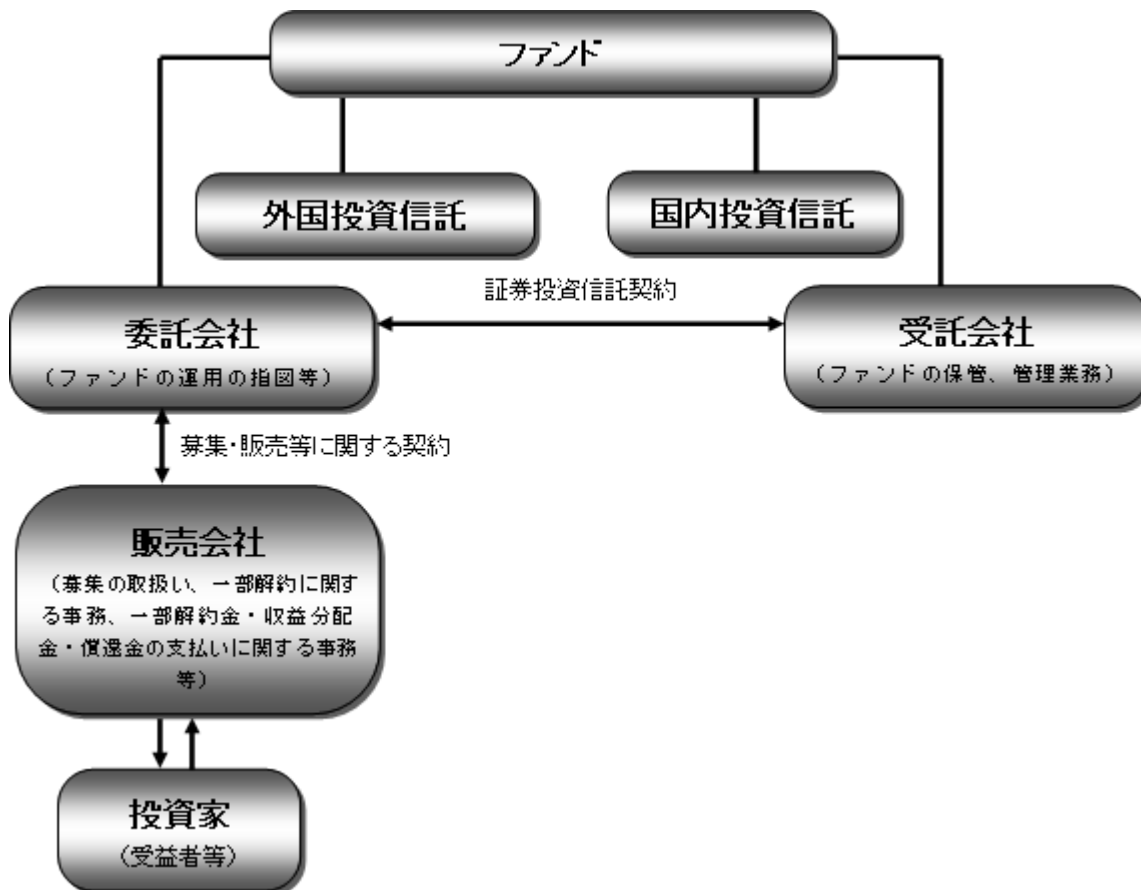 ファンド
外国投資信託
国内投資信託
証券投資信託契約
委託会社
（ファンドの運用の指図等）
受託会社
（ファンドの保管、管理業務）
募集・販売等に関する契約
販売会社
（募集の取扱い、一部解約に関す
る事務、一部解約金・収益分配
金・償還金の支払いに関する事務
等）
投資家
（受益者等）